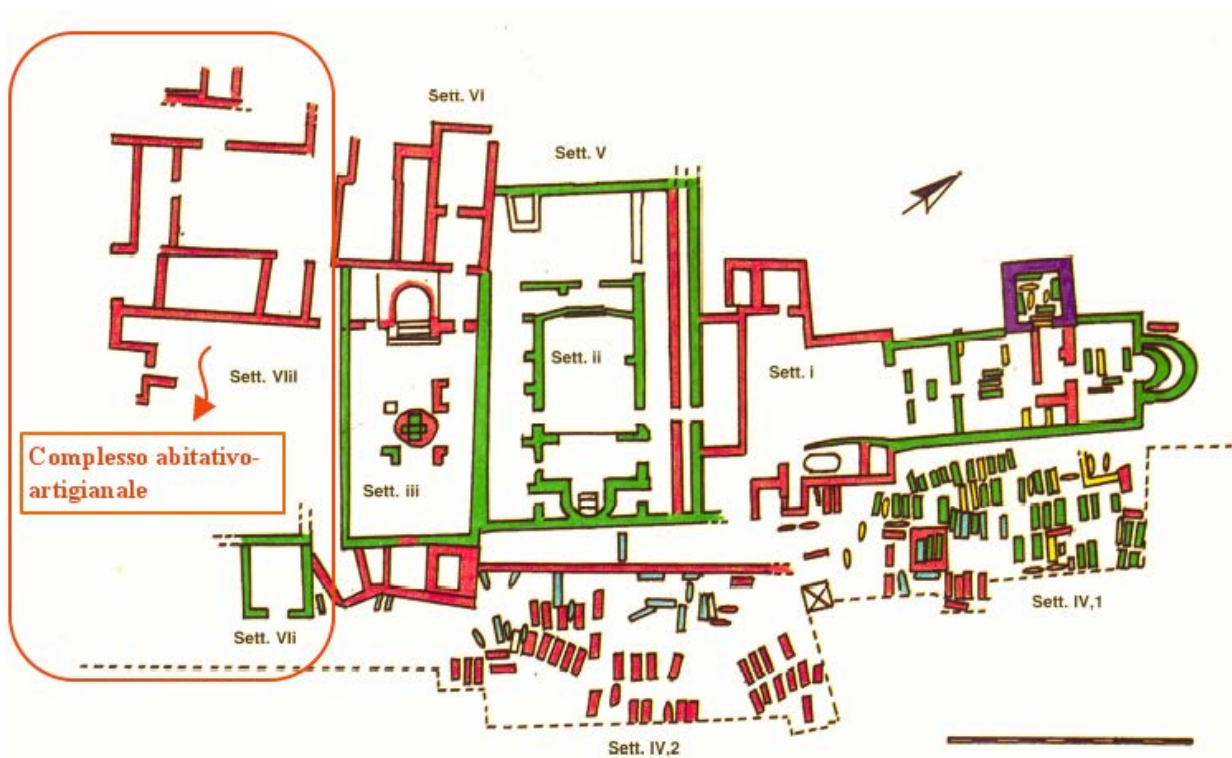 Sett. VI
Sett. V
Sett. ii
Sett. i
Sett. VIiI
Complesso abitativo-
artigianale
Sett. iii
Sett. IV,1
Sett. VIi
Sett. IV,2